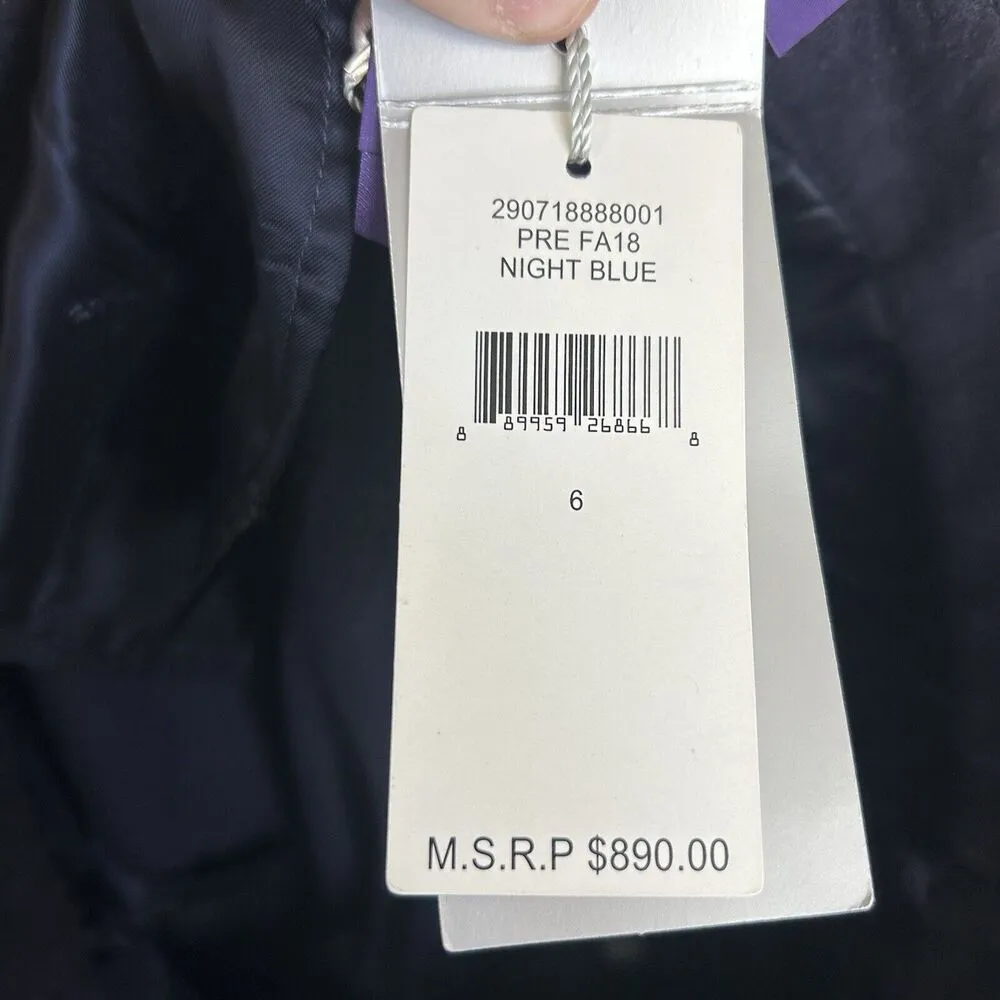 290718888001
PRE FA18
NIGHT BLUE
8 89959 26866 8
6
M.S.R.P $890.00